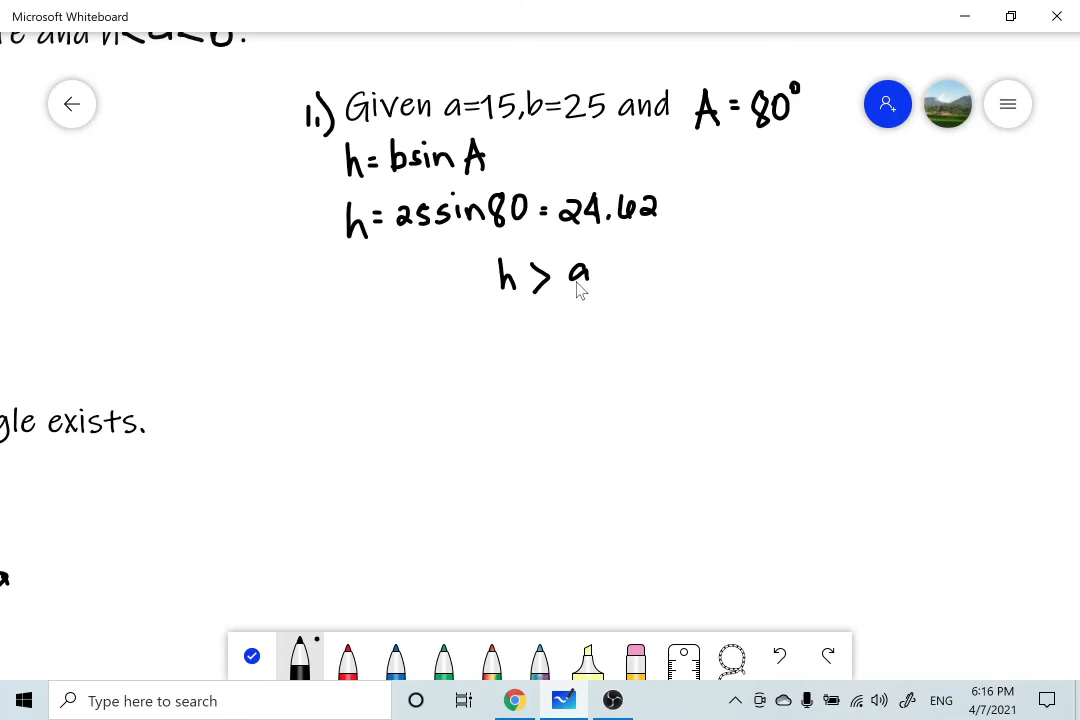 Microsoft Whiteboard
e and h<a<b.
1.) Given a=15,b=25 and A = 80°
h = bsin A
h = 25sin80 = 24.62
h > a
gle exists.
a
Type here to search
ENG
6:16 PM
4/7/2021